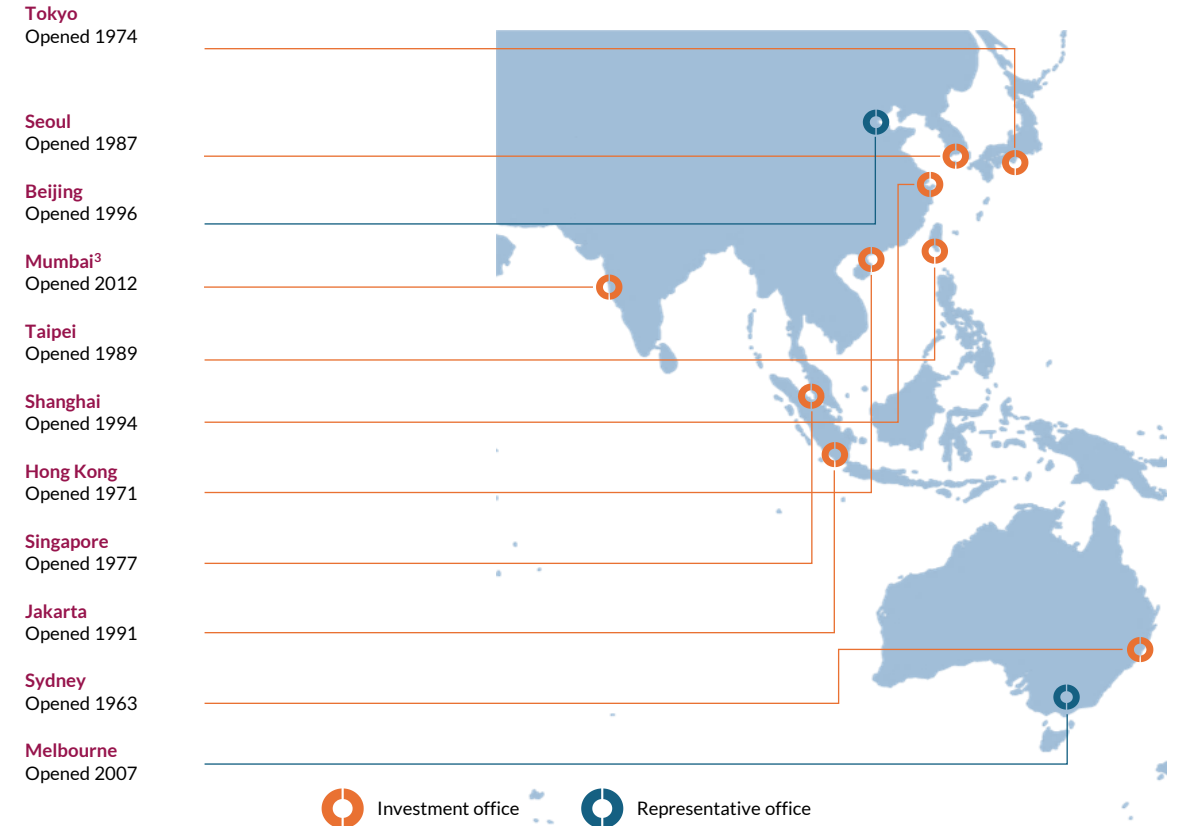 Tokyo
Opened 1974
Seoul
Opened 1987
Beijing
Opened 1996
Mumbai³
Opened 2012
Taipei
Opened 1989
Shanghai
Opened 1994
Hong Kong
Opened 1971
Singapore
Opened 1977
Jakarta
Opened 1991
Sydney
Opened 1963
Melbourne
Opened 2007
Investment office
Representative office